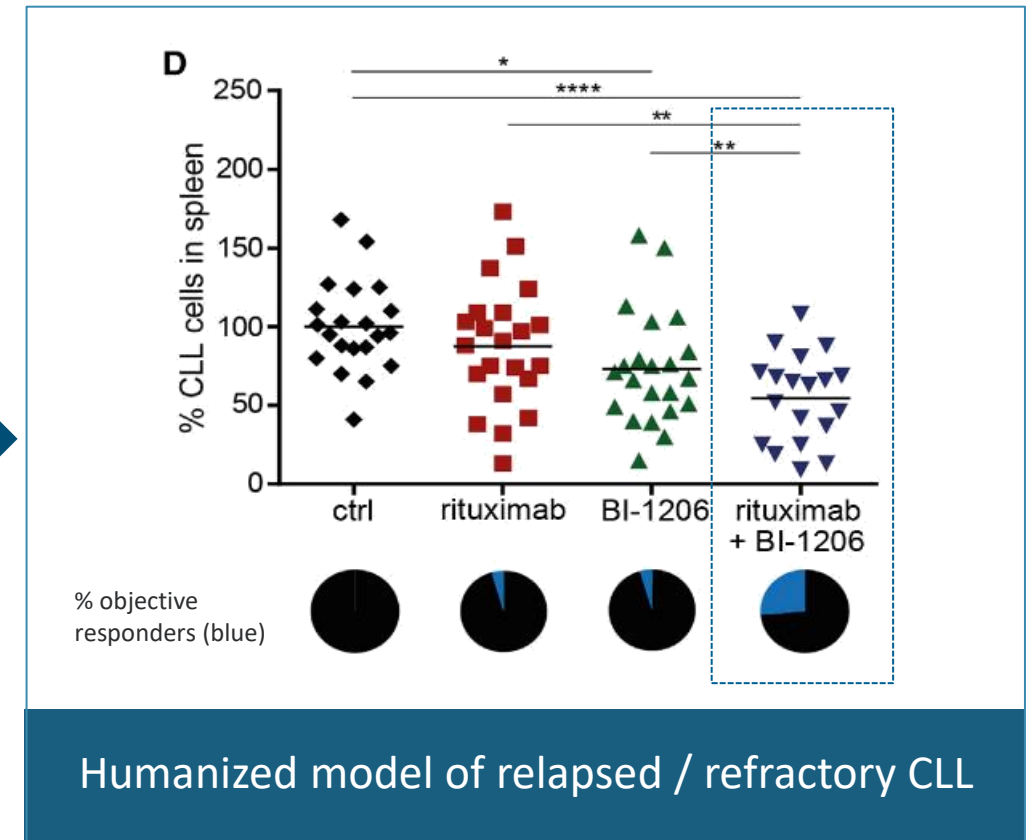 D
*
****
**
**
% CLL cells in spleen
250
200
150
100
50
0
ctrl
rituximab
BI-1206
rituximab
+ BI-1206
% objective
responders (blue)
Humanized model of relapsed / refractory CLL